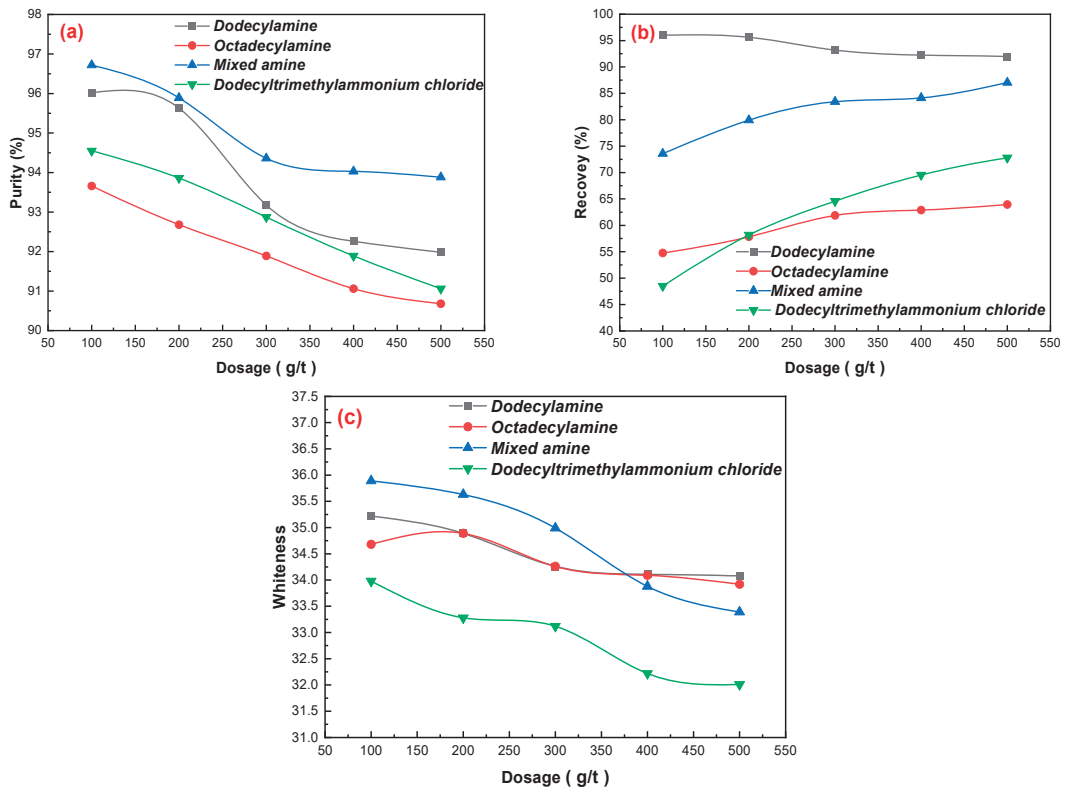 (a)
Dodecylamine
Octadecylamine
Mixed amine
Dodecyltrimethylammonium chloride
98
97
96
95
94
93
92
91
90
Purity (%)
50 100 150 200 250 300 350 400 450 500 550
Dosage ( g/t )
(b)
100
95
90
85
80
75
70
65
60
55
50
45
40
Recovey (%)
Dodecylamine
Octadecylamine
Mixed amine
Dodecyltrimethylammonium chloride
50 100 150 200 250 300 350 400 450 500 550
Dosage ( g/t )
(c)
Dodecylamine
Octadecylamine
Mixed amine
Dodecyltrimethylammonium chloride
37.5
37.0
36.5
36.0
35.5
35.0
34.5
34.0
33.5
33.0
32.5
32.0
31.5
31.0
Whiteness
50 100 150 200 250 300 350 400 450 500 550
Dosage ( g/t )